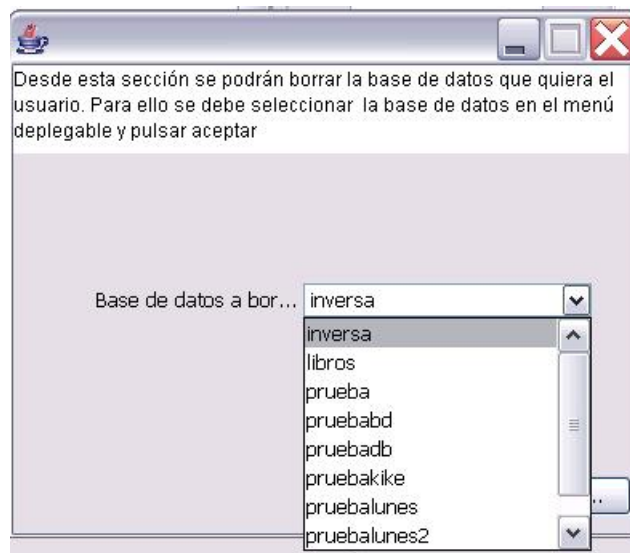 Desde esta sección se podrán borrar la base de datos que quiera el
usuario. Para ello se debe seleccionar la base de datos en el menú
deplegable y pulsar aceptar
Base de datos a bor... inversa
inversa
libros
prueba
pruebabd
pruebadb
pruebakike
pruebalunes
..
pruebalunes2